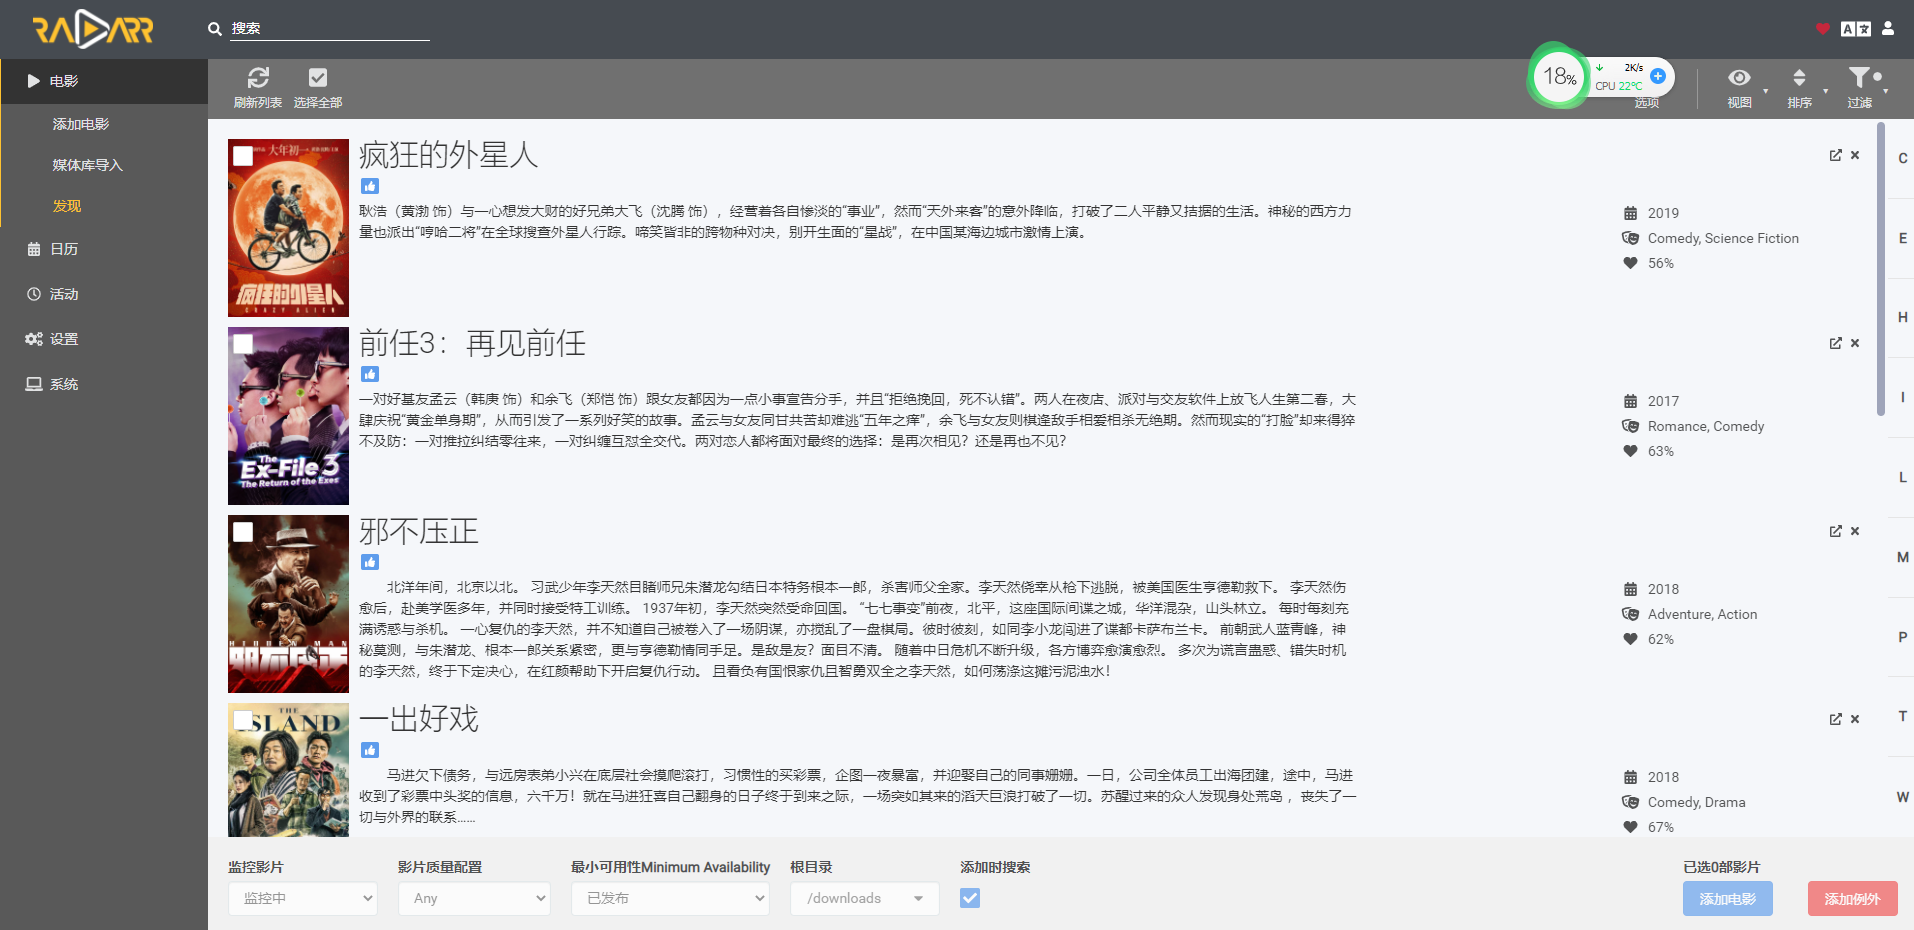 RADARR
搜索
电影
添加电影
媒体库导入
发现
日历
活动
设置
系统
刷新列表
选择全部
18%
2K/s
CPU 22℃
选项
视图
排序
过滤
大年初一
疯狂的外星人
CRAZY ALIEN
疯狂的外星人
耿浩（黄渤 饰）与一心想发大财的好兄弟大飞（沈腾 饰），经营着各自惨淡的“事业”，然而“天外来客”的意外降临，打破了二人平静又拮据的生活。神秘的西方力
量也派出“哼哈二将”在全球搜查外星人行踪。啼笑皆非的跨物种对决，别开生面的“星战”，在中国某海边城市激情上演。
2019
Comedy, Science Fiction
56%
The
Ex-File 3
The Return of the Exes
前任3：再见前任
一对好基友孟云（韩庚 饰）和余飞（郑恺 饰）跟女友都因为一点小事宣告分手，并且“拒绝挽回，死不认错”。两人在夜店、派对与交友软件上放飞人生第二春，大
肆庆祝“黄金单身期”，从而引发了一系列好笑的故事。孟云与女友同甘共苦却难逃“五年之痒”，余飞与女友则棋逢敌手相爱相杀无绝期。然而现实的“打脸”却来得猝
不及防：一对推拉纠结零往来，一对纠缠互怼全交代。两对恋人都将面对最终的选择：是再次相见？还是再也不见？
2017
Romance, Comedy
63%
HIDDEN MAN
邪不压正
邪不压正
北洋年间，北京以北。 习武少年李天然目睹师兄朱潜龙勾结日本特务根本一郎，杀害师父全家。李天然侥幸从枪下逃脱，被美国医生亨德勒救下。 李天然伤
愈后，赴美学医多年，并同时接受特工训练。 1937年初，李天然突然受命回国。 “七七事变”前夜，北平，这座国际间谍之城，华洋混杂，山头林立。 每时每刻充
满诱惑与杀机。 一心复仇的李天然，并不知道自己被卷入了一场阴谋，亦搅乱了一盘棋局。彼时彼刻，如同李小龙闯进了谍都卡萨布兰卡。 前朝武人蓝青峰，神
秘莫测，与朱潜龙、根本一郎关系紧密，更与亨德勒情同手足。是敌是友？面目不清。 随着中日危机不断升级，各方博弈愈演愈烈。 多次为谎言蛊惑、错失时机
的李天然，终于下定决心，在红颜帮助下开启复仇行动。 且看负有国恨家仇且智勇双全之李天然，如何荡涤这摊污泥浊水！
2018
Adventure, Action
62%
THE
ISLAND
一出好戏
马进欠下债务，与远房表弟小兴在底层社会摸爬滚打，习惯性的买彩票，企图一夜暴富，并迎娶自己的同事姗姗。一日，公司全体员工出海团建，途中，马进
收到了彩票中头奖的信息，六千万！就在马进狂喜自己翻身的日子终于到来之际，一场突如其来的滔天巨浪打破了一切。苏醒过来的众人发现身处荒岛 ，丧失了一
切与外界的联系……
2018
Comedy, Drama
67%
C
E
H
I
L
M
P
T
W
监控影片
监控中
影片质量配置
Any
最小可用性Minimum Availability
已发布
根目录
/downloads
添加时搜索
已选0部影片
添加电影
添加例外